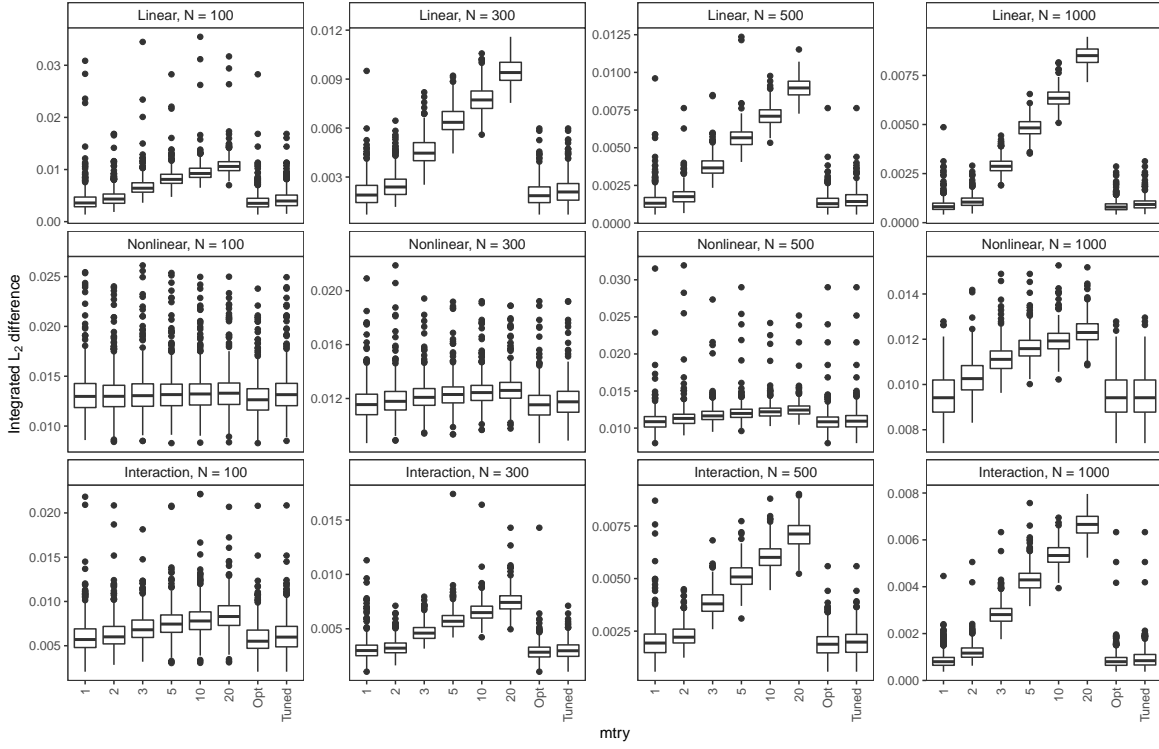 Linear, N = 100
Linear, N = 300
Linear, N = 500
Linear, N = 1000
0.03
0.02
0.01
0.00
0.012
0.009
0.006
0.003
0.0125
0.0100
0.0075
0.0050
0.0025
0.0000
0.0075
0.0050
0.0025
0.0000
Integrated L2 difference
Nonlinear, N = 100
Nonlinear, N = 300
Nonlinear, N = 500
Nonlinear, N = 1000
0.025
0.020
0.015
0.010
0.020
0.016
0.012
0.030
0.025
0.020
0.015
0.010
0.014
0.012
0.010
0.008
Interaction, N = 100
Interaction, N = 300
Interaction, N = 500
Interaction, N = 1000
0.020
0.015
0.010
0.005
0.015
0.010
0.005
0.0075
0.0050
0.0025
0.008
0.006
0.004
0.002
0.000
1 2 3 5 10 20 Opt Tuned
1 2 3 5 10 20 Opt Tuned
1 2 3 5 10 20 Opt Tuned
1 2 3 5 10 20 Opt Tuned
mtry